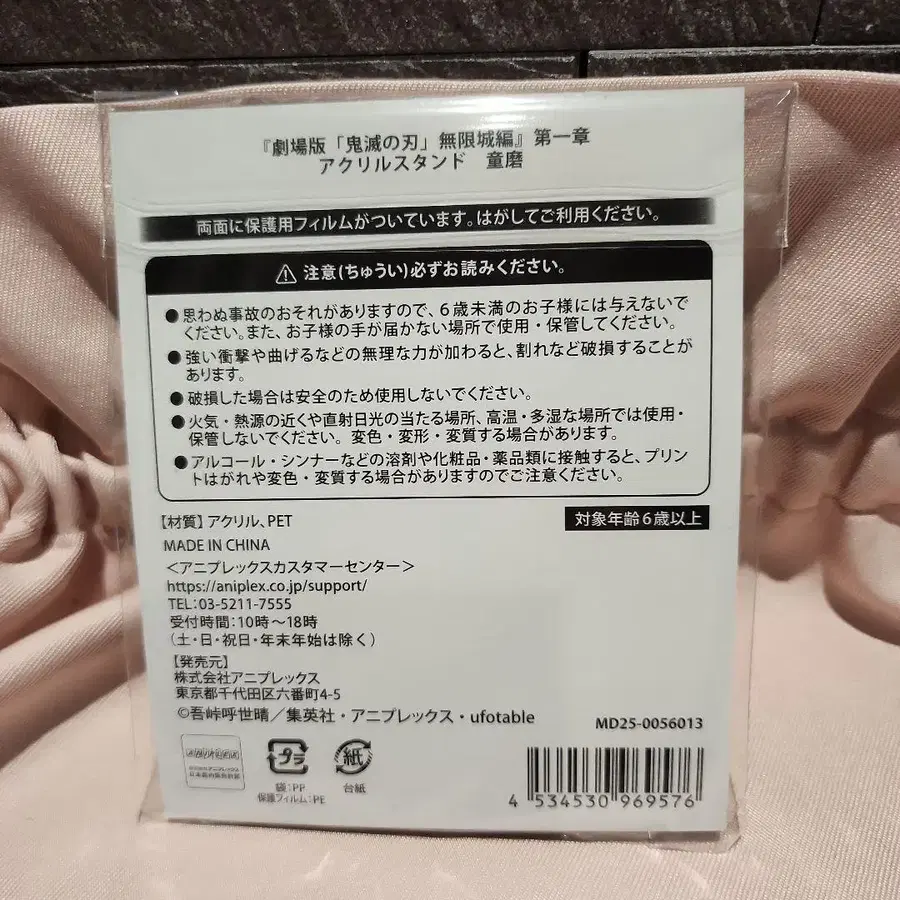 『劇場版「鬼滅の刃」無限城編』第一章
アクリルスタンド 童磨
両面に保護用フィルムがついています。はがしてご利用ください。
注意(ちゅうい)必ずお読みください。
●思わぬ事故のおそれがありますので、6歳未満のお子様には与えないで
ください。また、お子様の手が届かない場所で使用・保管してください。
●強い衝撃や曲げるなどの無理な力が加わると、割れなど破損することが
あります。
●破損した場合は安全のため使用しないでください。
●火気・熱源の近くや直射日光の当たる場所、高温・多湿な場所では使用・
保管しないでください。変色・変形・変質する場合があります。
●アルコール・シンナーなどの溶剤や化粧品・薬品類に接触すると、プリン
トはがれや変色・変質する場合がありますのでご注意ください。
【材質】アクリル、PET
対象年齢6歳以上
MADE IN CHINA
＜アニプレックスカスタマーセンター＞
https://aniplex.co.jp/support/
TEL:03-5211-7555
受付時間:10時～18時
(土・日・祝日・年末年始は除く)
【発売元】
株式会社アニプレックス
東京都千代田区六番町4-5
©吾峠呼世晴／集英社・アニプレックス・ufotable
MD25-0056013
プラ
袋:PP
保護フィルム:PE
紙
台紙
4 534530 969576